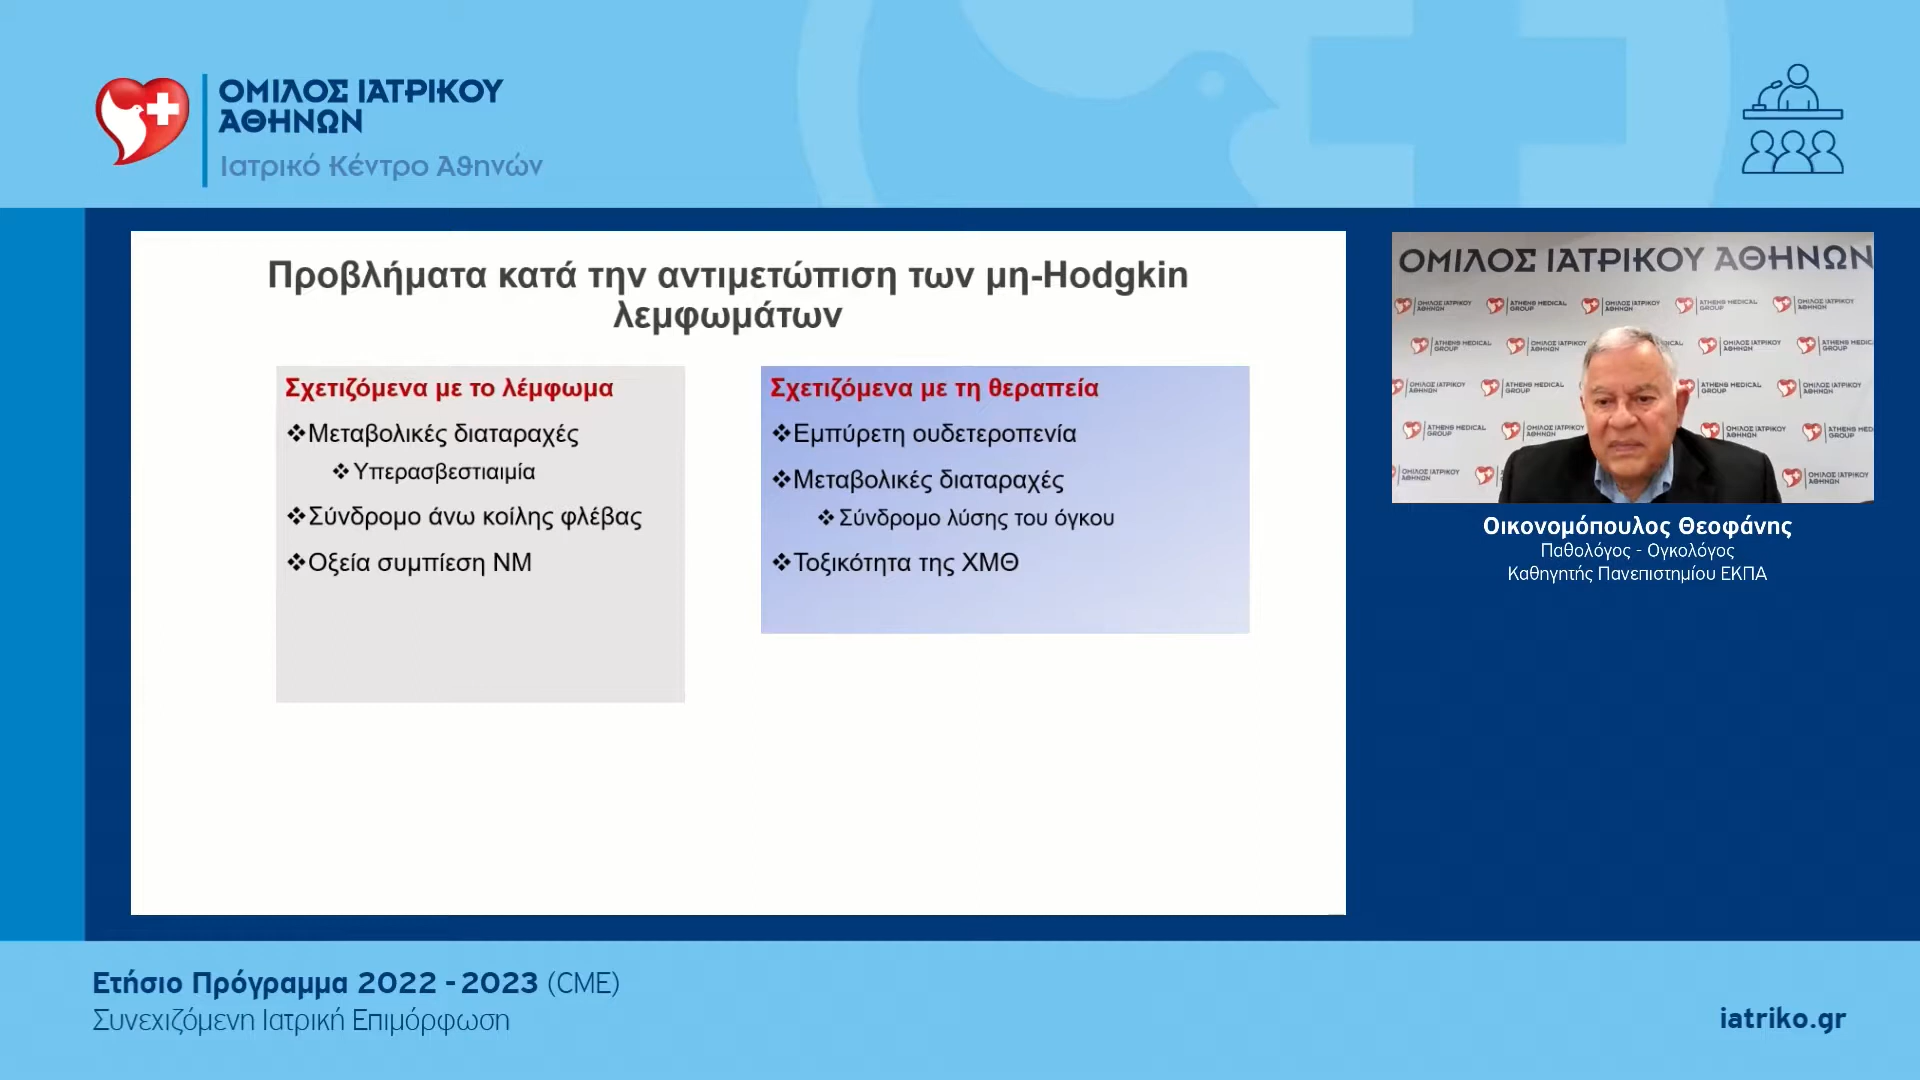 ΟΜΙΛΟΣ ΙΑΤΡΙΚΟΥ
ΑΘΗΝΩΝ
Ιατρικό Κέντρο Αθηνών
Προβλήματα κατά την αντιμετώπιση των μη-Hodgkin
λεμφωμάτων
Σχετιζόμενα με το λέμφωμα
❖Μεταβολικές διαταραχές
❖Υπερασβεστιαιμία
❖Σύνδρομο άνω κοίλης φλέβας
❖Οξεία συμπίεση ΝΜ
Σχετιζόμενα με τη θεραπεία
❖Εμπύρετη ουδετεροπενία
❖Μεταβολικές διαταραχές
❖Σύνδρομο λύσης του όγκου
❖Τοξικότητα της ΧΜΘ
ΟΜΙΛΟΣ ΙΑΤΡΙΚΟΥ ΑΘΗΝΩΝ
Οικονομόπουλος Θεοφάνης
Παθολόγος - Ογκολόγος
Καθηγητής Πανεπιστημίου ΕΚΠΑ
Ετήσιο Πρόγραμμα 2022 - 2023 (CME)
Συνεχιζόμενη Ιατρική Επιμόρφωση
iatriko.gr